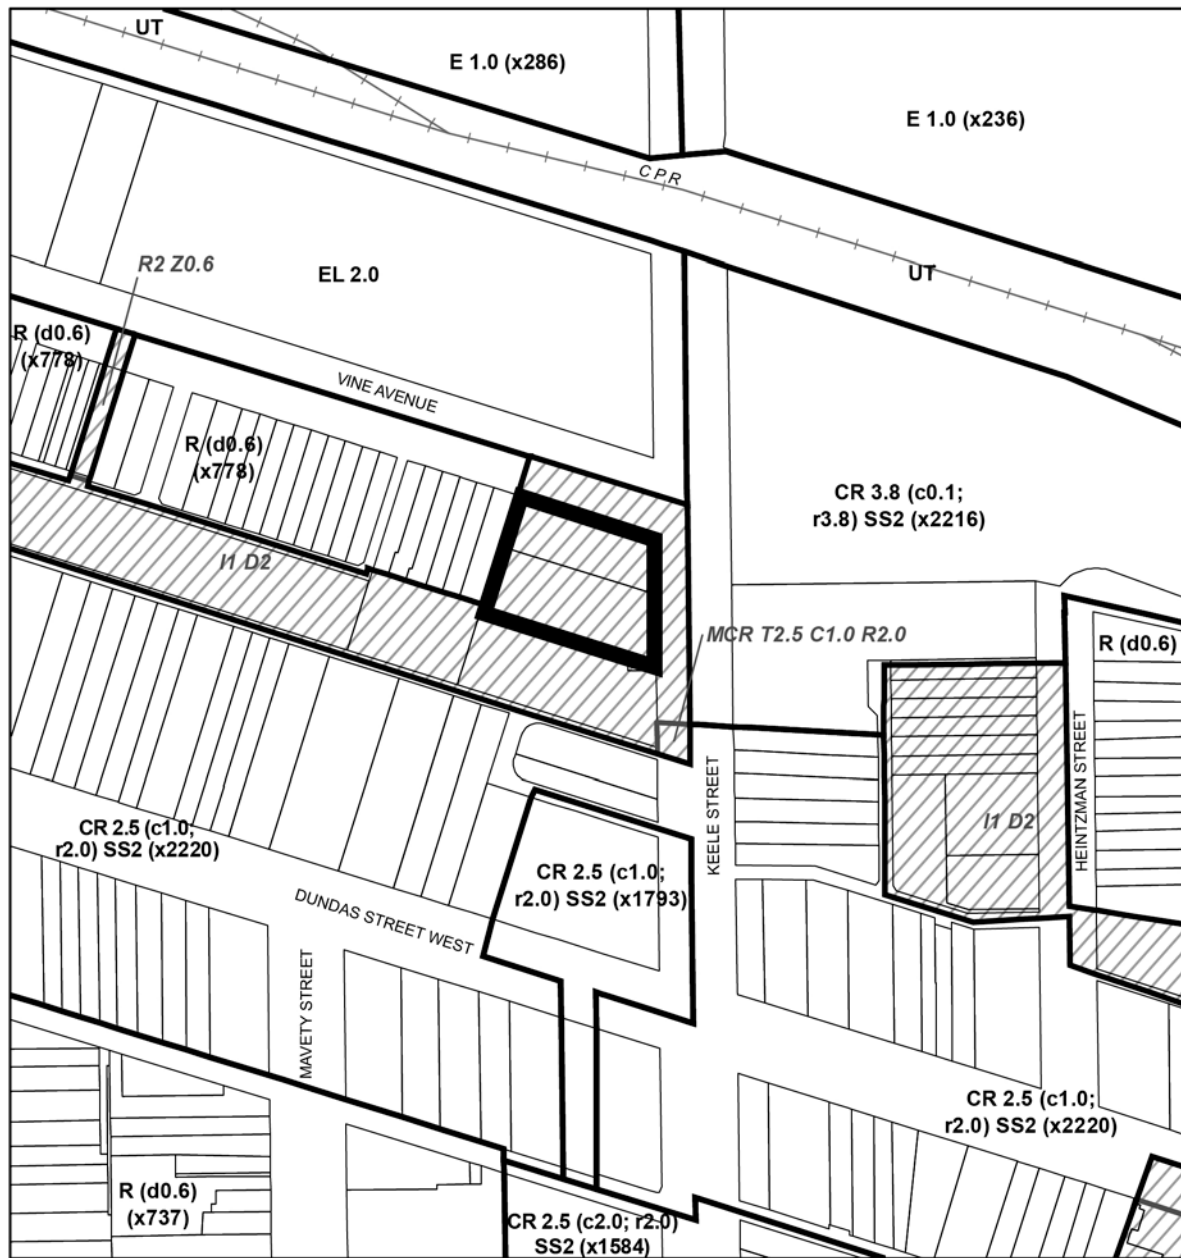 UT
E 1.0 (x286)
E 1.0 (x236)
C P R
R2 Z0.6
EL 2.0
UT
R (d0.6)
(x778)
VINE AVENUE
R (d0.6)
(x778)
CR 3.8 (c0.1;
r3.8) SS2 (x2216)
I1 D2
MCR T2.5 C1.0 R2.0
R (d0.6)
KEELE STREET
HEINTZMAN STREET
I1 D2
CR 2.5 (c1.0;
r2.0) SS2 (x2220)
CR 2.5 (c1.0;
r2.0) SS2 (x1793)
DUNDAS STREET WEST
MAVETY STREET
CR 2.5 (c1.0;
r2.0) SS2 (x2220)
R (d0.6)
(x737)
CR 2.5 (c2.0; r2.0)
SS2 (x1584)